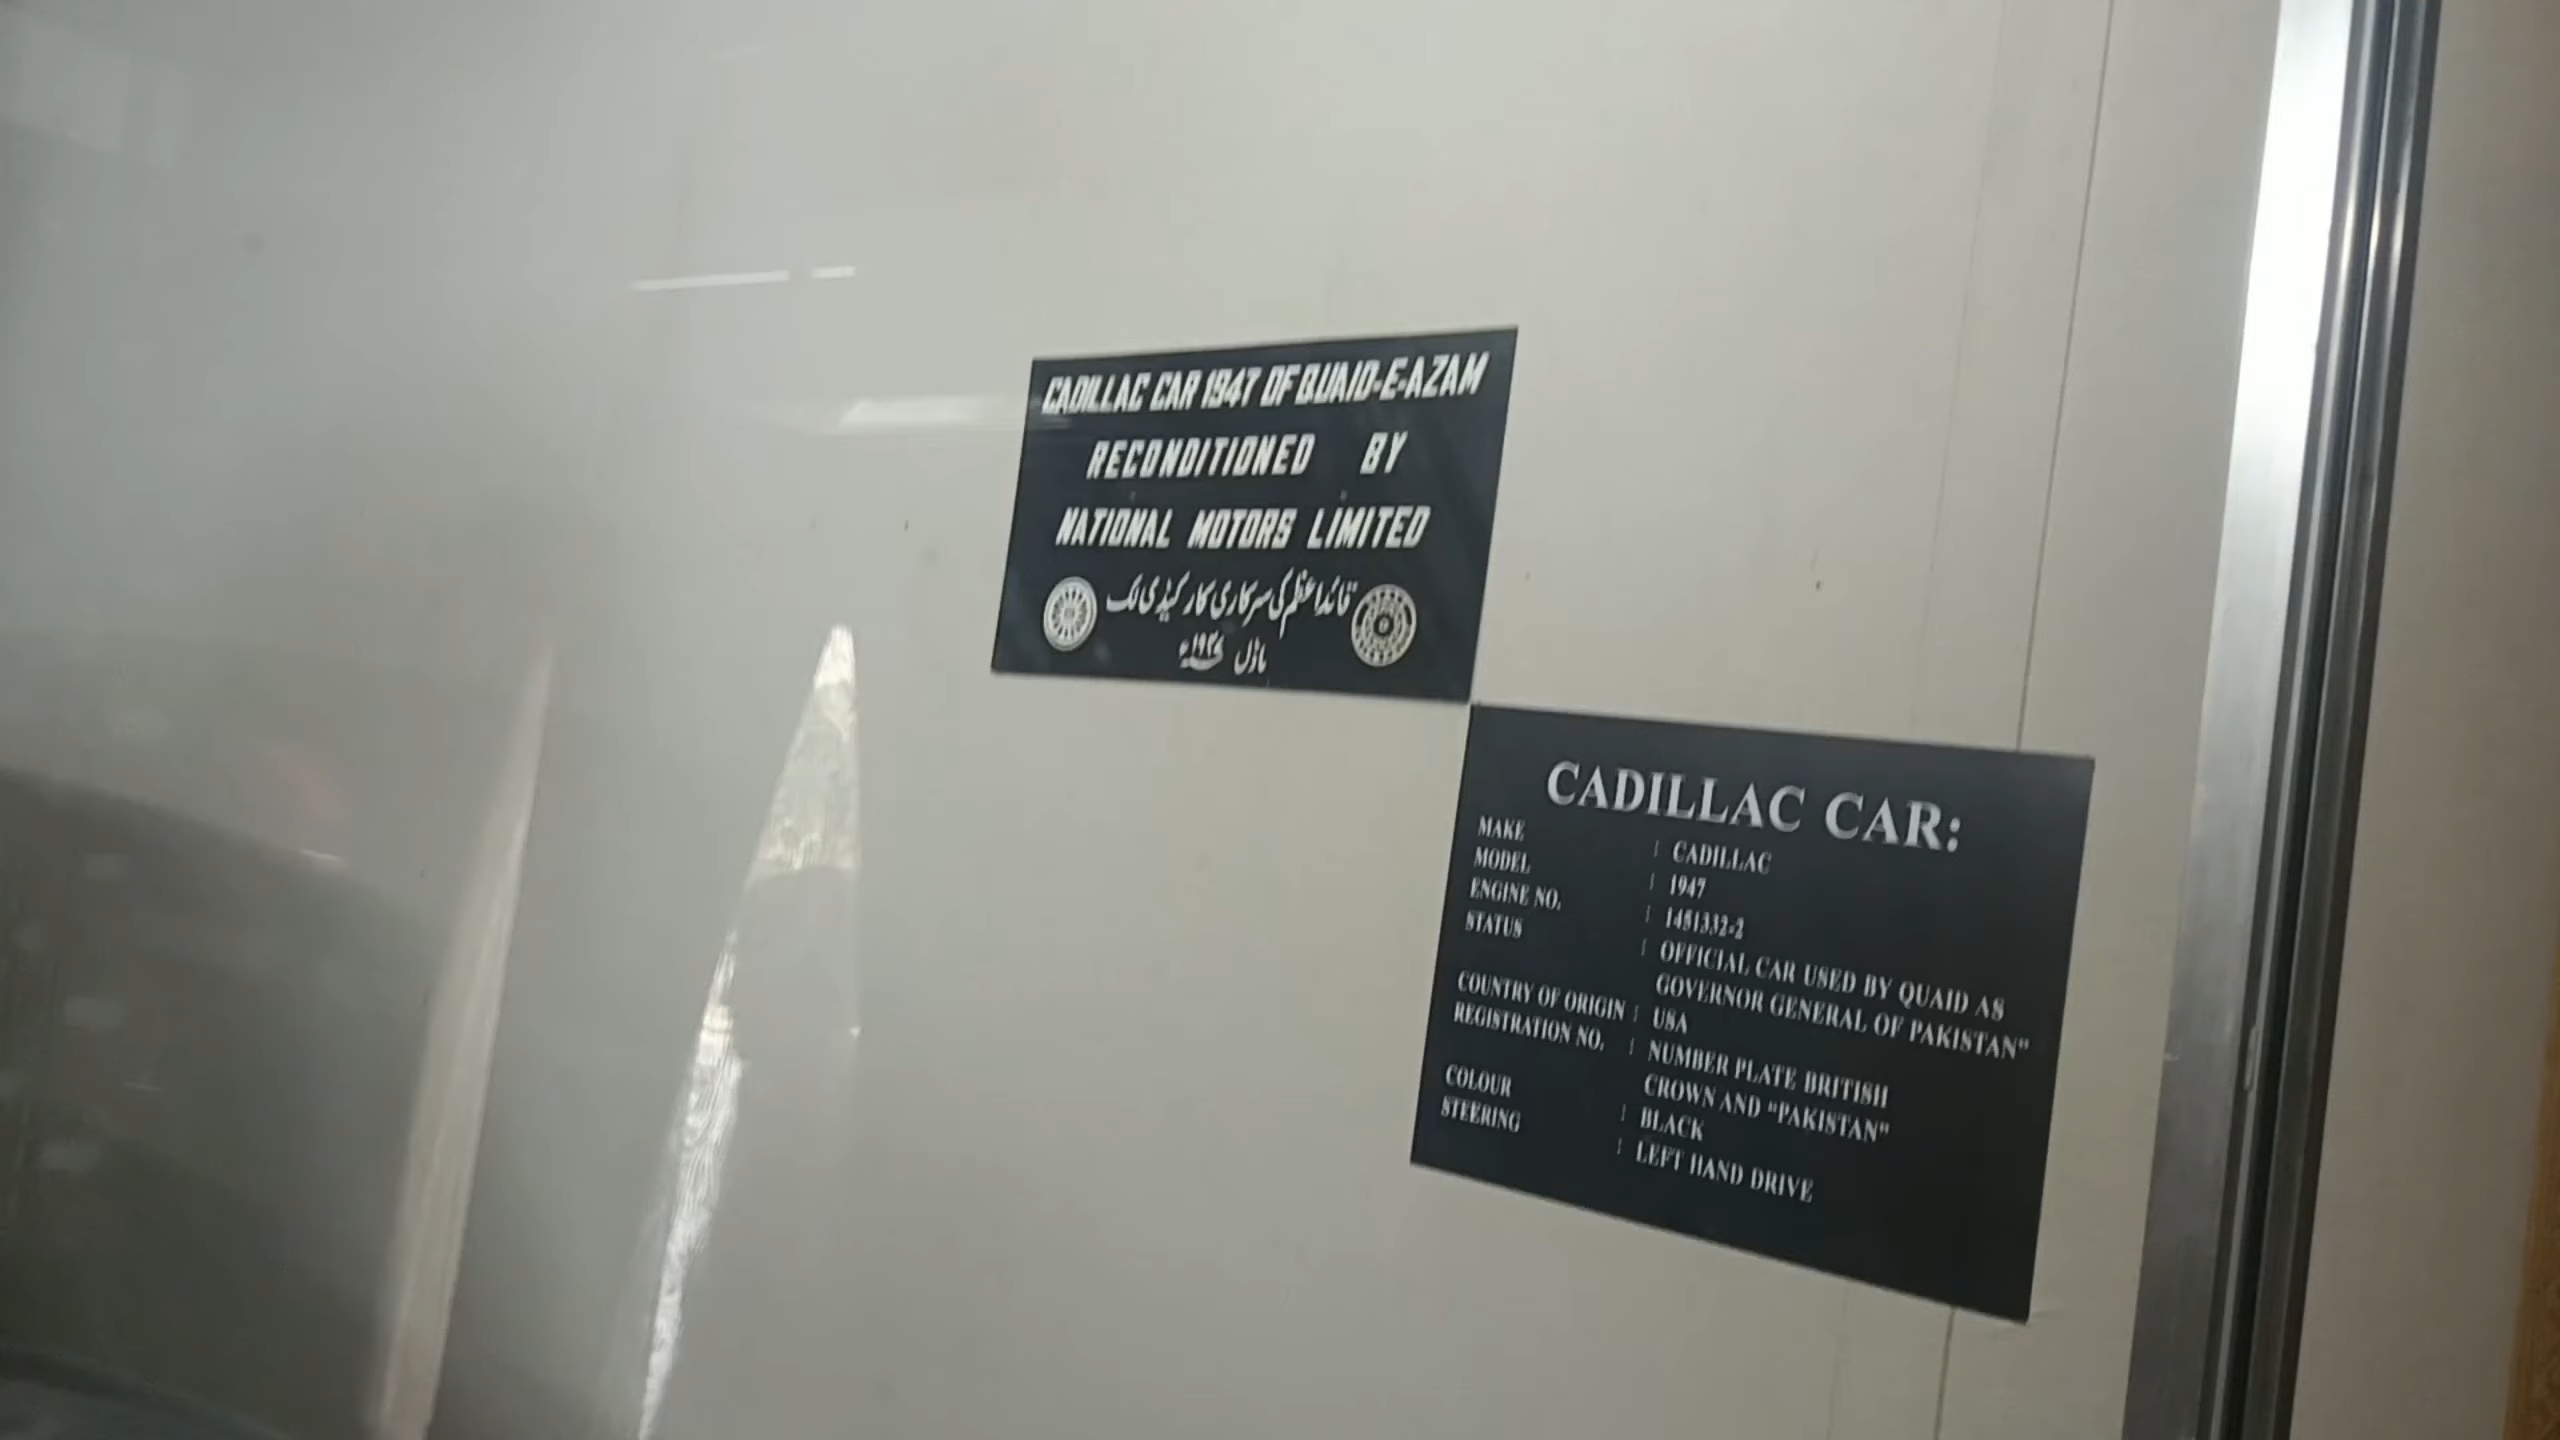 CADILLAC CAR 1947 OF QUAID-E-AZAM
RECONDITIONED BY
NATIONAL MOTORS LIMITED
قائداعظم کی سرکاری کار کیڈی لک
ماڈل ۱۹۴۷ء
CADILLAC CAR:
MAKE : CADILLAC
MODEL : 1947
ENGINE NO. : 1451332-2
STATUS : OFFICIAL CAR USED BY QUAID AS
GOVERNOR GENERAL OF PAKISTAN"
COUNTRY OF ORIGIN : USA
REGISTRATION NO. : NUMBER PLATE BRITISH
CROWN AND "PAKISTAN"
COLOUR : BLACK
STEERING : LEFT HAND DRIVE